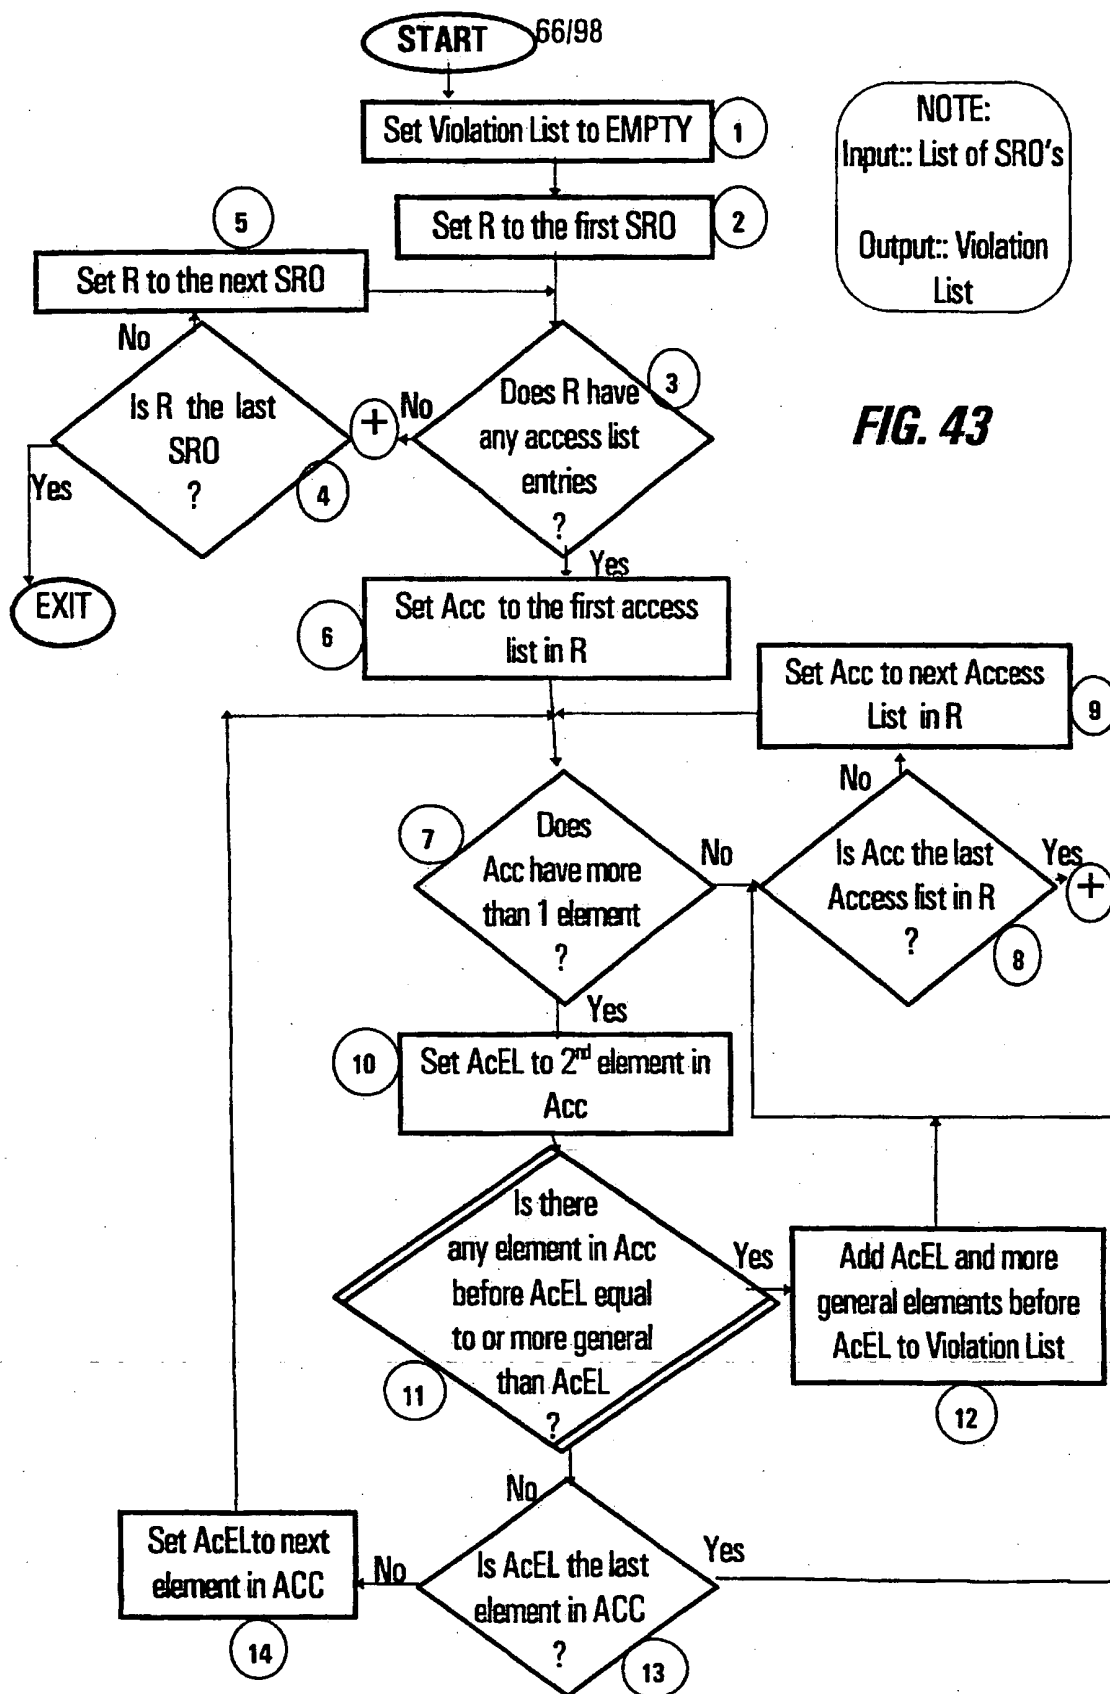 START
66/98
Set Violation List to EMPTY
1
NOTE:
Input:: List of SRO's
Output:: Violation
List
Set R to the first SRO
2
5
Set R to the next SRO
No
Is R the last
SRO
?
4
Yes
EXIT
+
No
Does R have
any access list
entries
?
3
Yes
FIG. 43
Set Acc to the first access
list in R
6
Set Acc to next Access
List in R
9
No
7
Does
Acc have more
than 1 element
?
No
Is Acc the last
Access list in R
?
8
Yes
+
Yes
10
Set AcEL to 2nd element in
Acc
Is there
any element in Acc
before AcEL equal
to or more general
than AcEL
?
11
Yes
Add AcEL and more
general elements before
AcEL to Violation List
12
No
Is AcEL the last
element in ACC
?
13
Yes
No
Set AcELto next
element in ACC
14